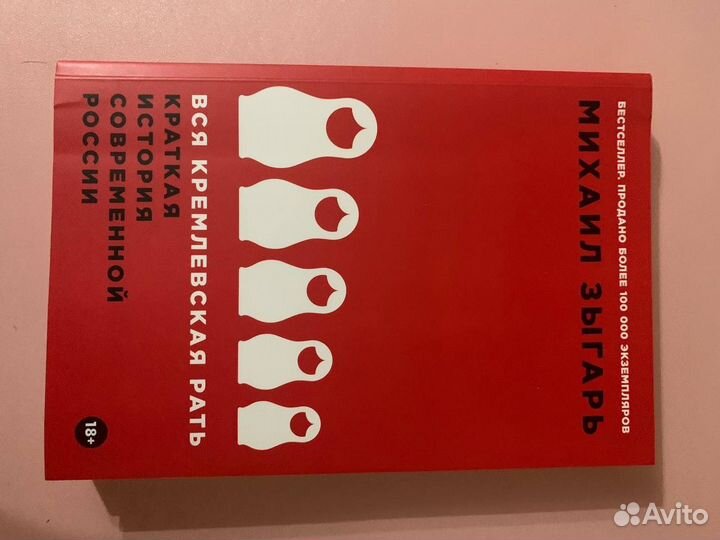 БЕСТСЕЛЛЕР. ПРОДАНО БОЛЕЕ 100 000 ЭКЗЕМПЛЯРОВ
МИХАИЛ ЗЫГАРЬ
ВСЯ КРЕМЛЕВСКАЯ РАТЬ
КРАТКАЯ
ИСТОРИЯ
СОВРЕМЕННОЙ
РОССИИ
18+
Avito